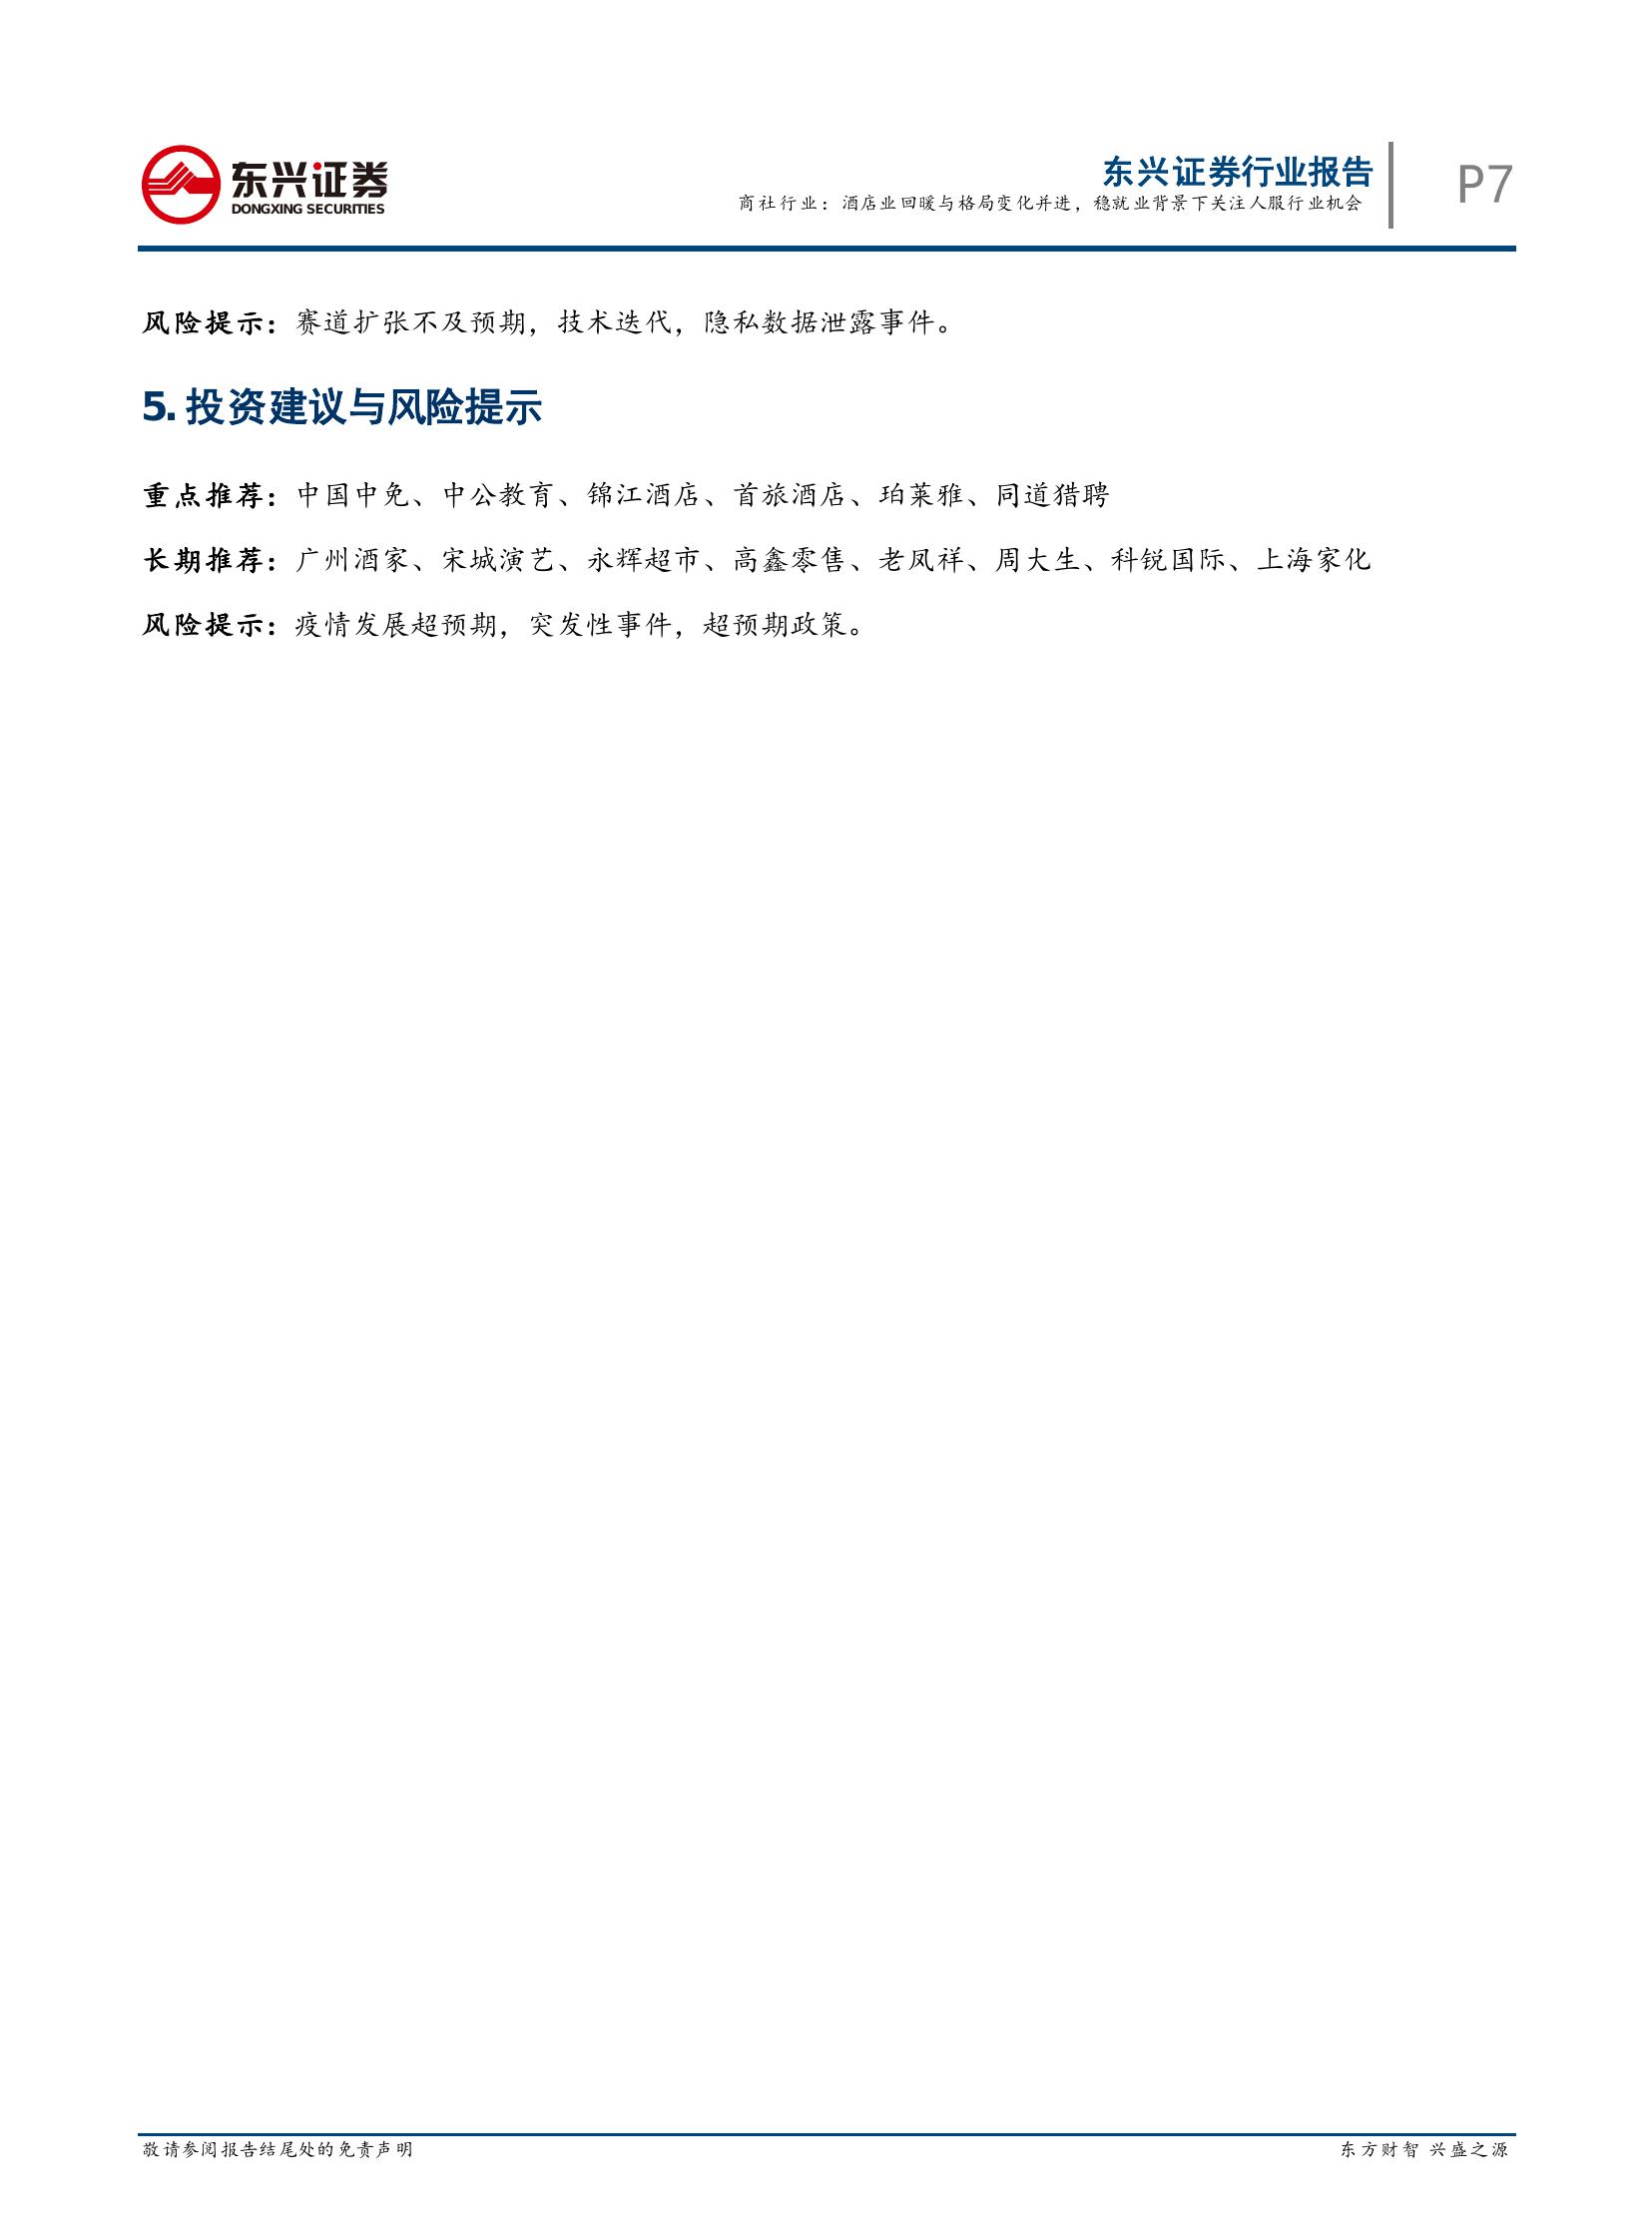 东兴证券
DONGXING SECURITIES
东兴证券行业报告
商社行业：酒店业回暖与格局变化并进，稳就业背景下关注人服行业机会
P7
风险提示：赛道扩张不及预期，技术迭代，隐私数据泄露事件。
5. 投资建议与风险提示
重点推荐：中国中免、中公教育、锦江酒店、首旅酒店、珀莱雅、同道猎聘
长期推荐：广州酒家、宋城演艺、永辉超市、高鑫零售、老凤祥、周大生、科锐国际、上海家化
风险提示：疫情发展超预期，突发性事件，超预期政策。
敬请参阅报告结尾处的免责声明
东方财智 兴盛之源